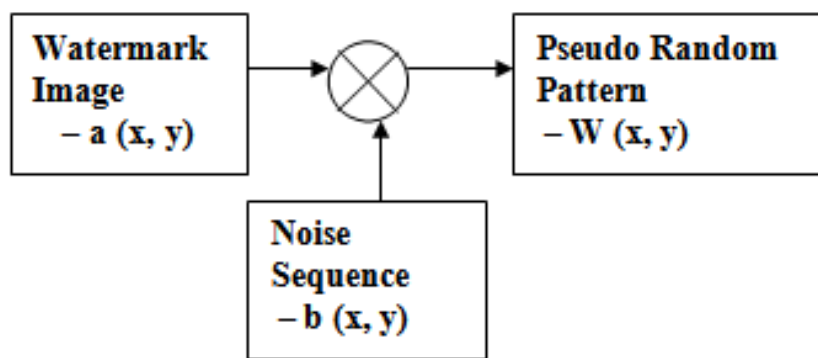 Watermark
Image
– a (x, y)
Pseudo Random
Pattern
– W (x, y)
Noise
Sequence
– b (x, y)